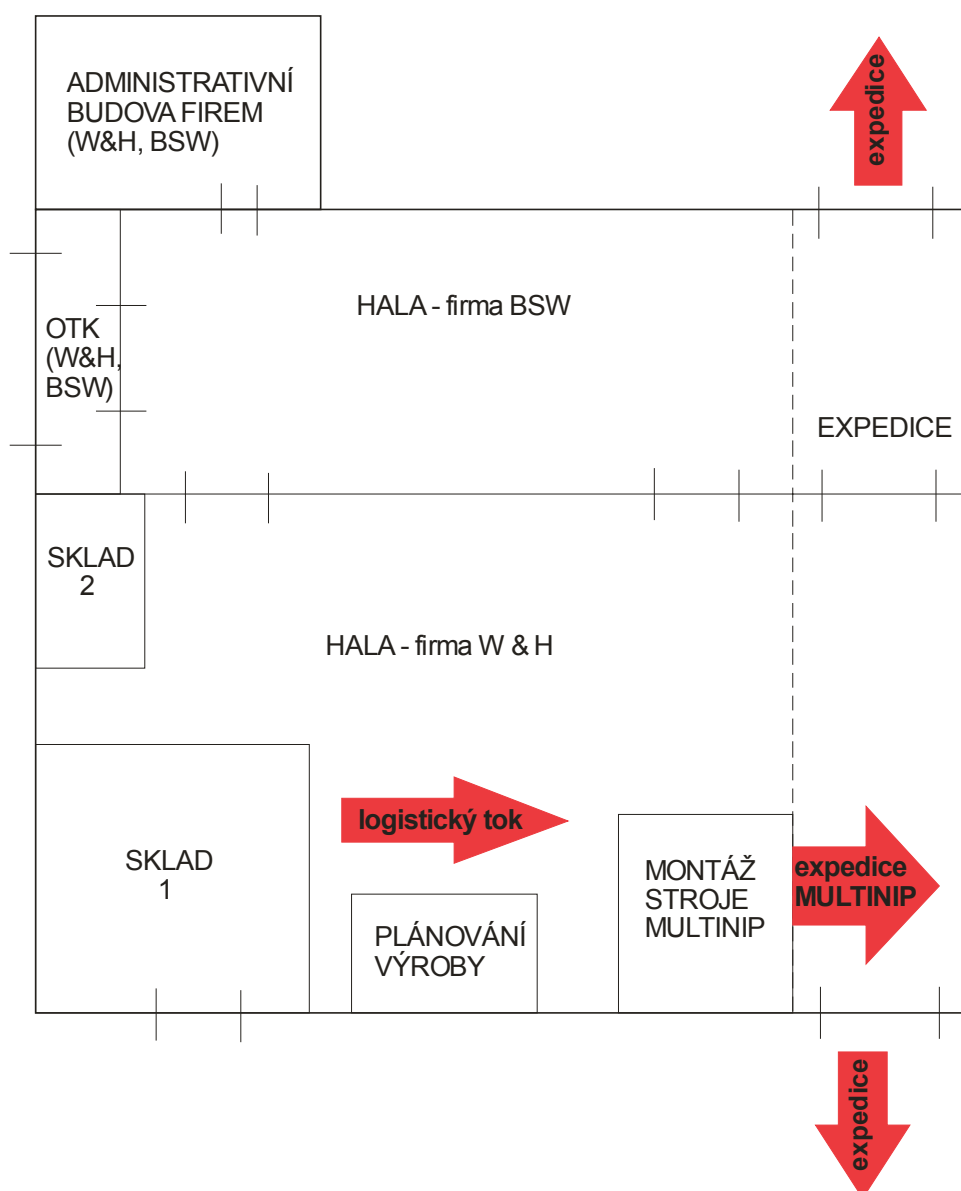 ADMINISTRATIVNÍ
BUDOVA FIREM
(W&H, BSW)
expedice
HALA - firma BSW
OTK
(W&H,
BSW)
EXPEDICE
SKLAD
2
HALA - firma W & H
logistický tok
SKLAD
1
MONTÁŽ
STROJE
MULTINIP
expedice
MULTINIP
PLÁNOVÁNÍ
VÝROBY
expedice